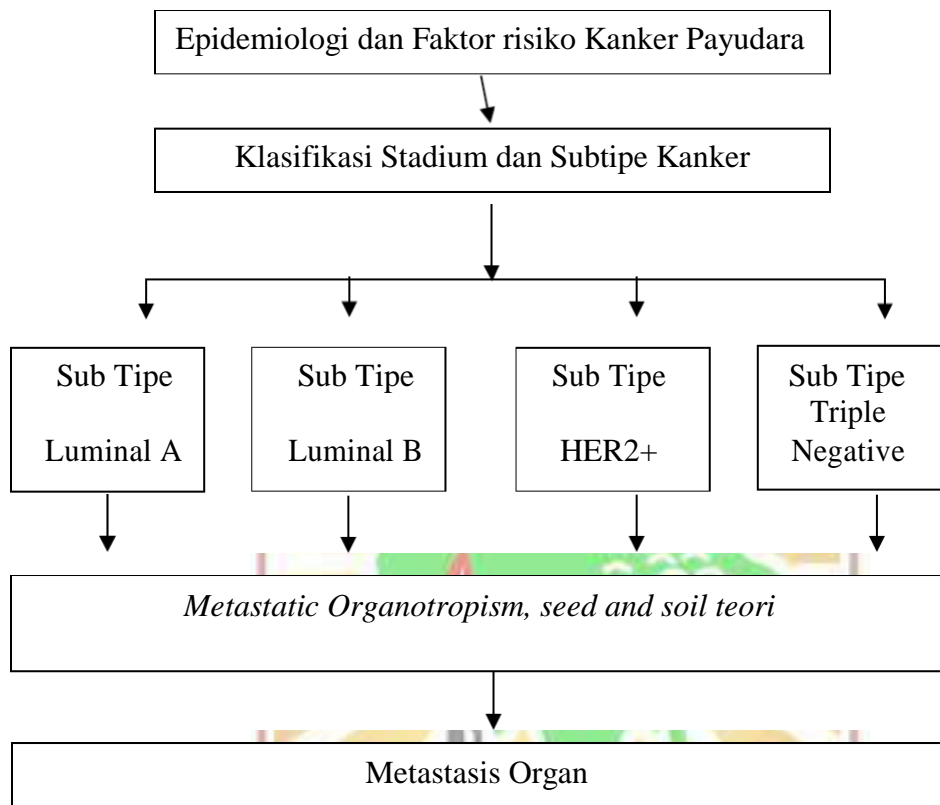 Epidemiologi dan Faktor risiko Kanker Payudara
Klasifikasi Stadium dan Subtipe Kanker
Sub Tipe
Luminal A
Sub Tipe
Luminal B
Sub Tipe
HER2+
Sub Tipe
Triple
Negative
Metastatic Organotropism, seed and soil teori
Metastasis Organ